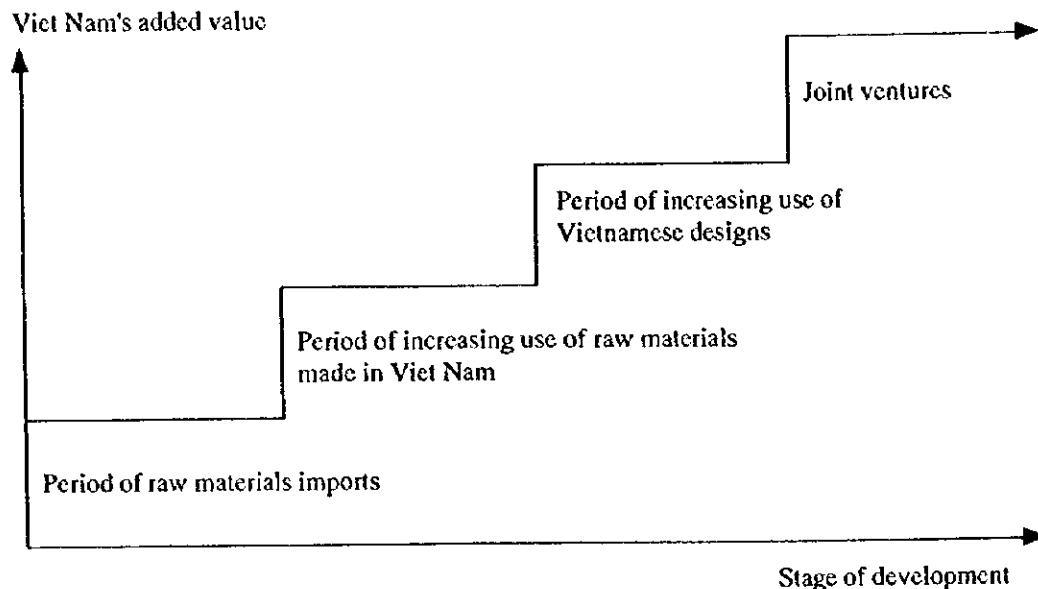 Viet Nam's added value
Joint ventures
Period of increasing use of
Vietnamese designs
Period of increasing use of raw materials
made in Viet Nam
Period of raw materials imports
Stage of development